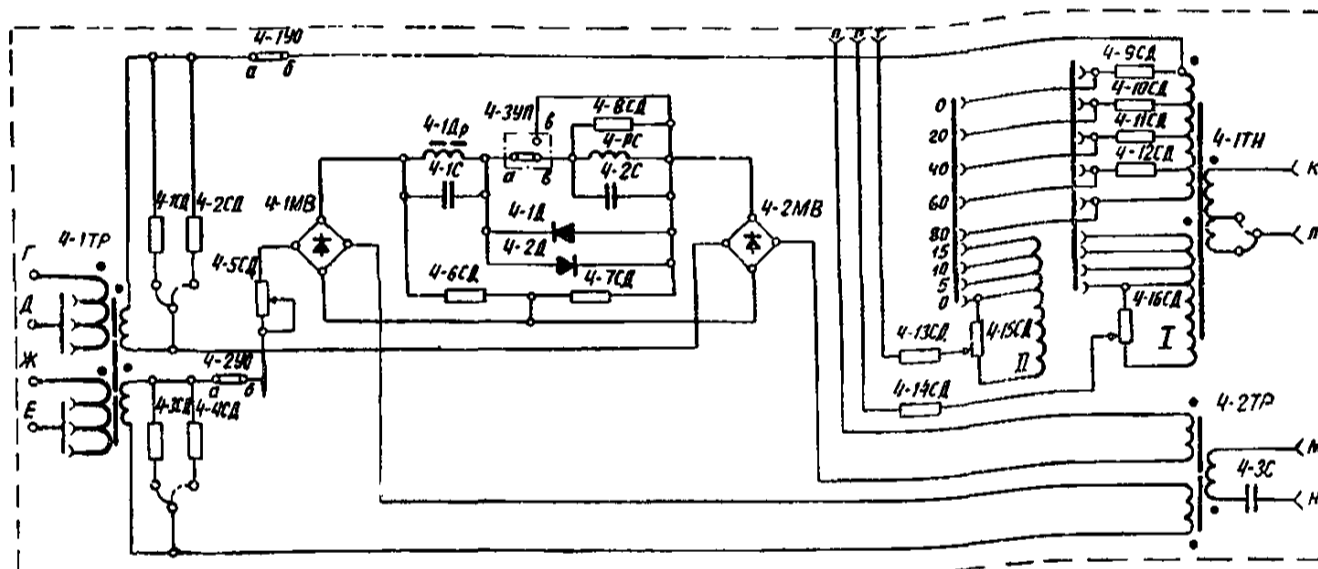 4-1УО
а б
4-9СД
4-10СД
4-11СД
4-12СД
4-1ТН
К
Л
4-3УП
в
4-8СД
4-1Др
4-РС
4-1С
а в
4-2С
4-1СД
4-2СД
4-1МВ
4-1Д
4-2Д
4-2МВ
4-1ТР
4-5СД
4-6СД
4-7СД
0
20
40
60
80
15
10
5
0
Г
Д
Ж
Е
4-2УО
а в
4-3СД
4-4СД
4-13СД
4-15СД
II
4-16СД
I
4-14СД
4-2ТР
М
4-3С
Н